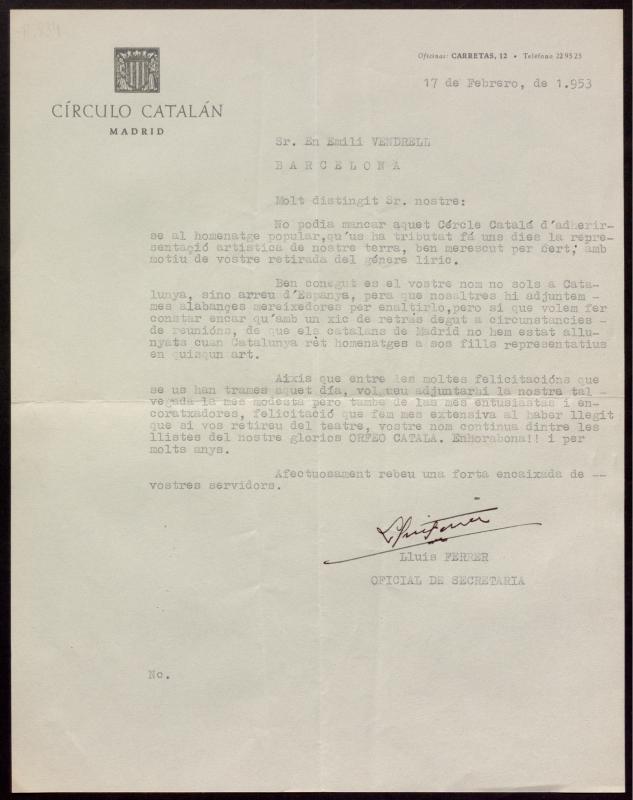 Oficinas: CARRETAS, 12 • Teléfono 22 95 25
17 de Febrero, de 1.953
CÍRCULO CATALÁN
MADRID
Sr. En Emili VENDRELL
B A R C E L O N A
Molt distingit Sr. nostre:
No podia mancar aquet Cércle Catalá d'adherir-
se al homenatge popular,qu'us ha tributat fá uns dies la repre-
sentació artistica de nostre terra, ben merescut per cert, amb
motiu de vostre retirada del génere liric.
Ben conegut es el vostre nom no sols a Cata-
lunya, sino arreu d'Espanya, pera que nosaltres hi adjuntem -
mes alabançes mereixedores per enaltirlo,pero si que volem fer
constar encar qu'amb un xic de retrás degut a circunstancies -
de reunións, de que els catalans de Madrid no hem estat allu-
nyats cuan Catalunya rét homenatges a sos fills representatius
en quisqun art.
Aixis que entre les moltes felicitacións que
se us han trames aquet día, volgueu adjuntarhi la nostra tal -
vegada la mes modesta pero tambe de las mes entusiastas i en-
coratxadores, felicitació que fem mes extensiva al haber llegit
que si vos retireu del teatre, vostre nom continua dintre les
llistes del nostre glorios ORFEO CATALA. Enhorabona!! i per
molts anys.
Afectuosament rebeu una forta encaixada de --
vostres servidors.
Lluis FERRER
OFICIAL DE SECRETARIA
No.